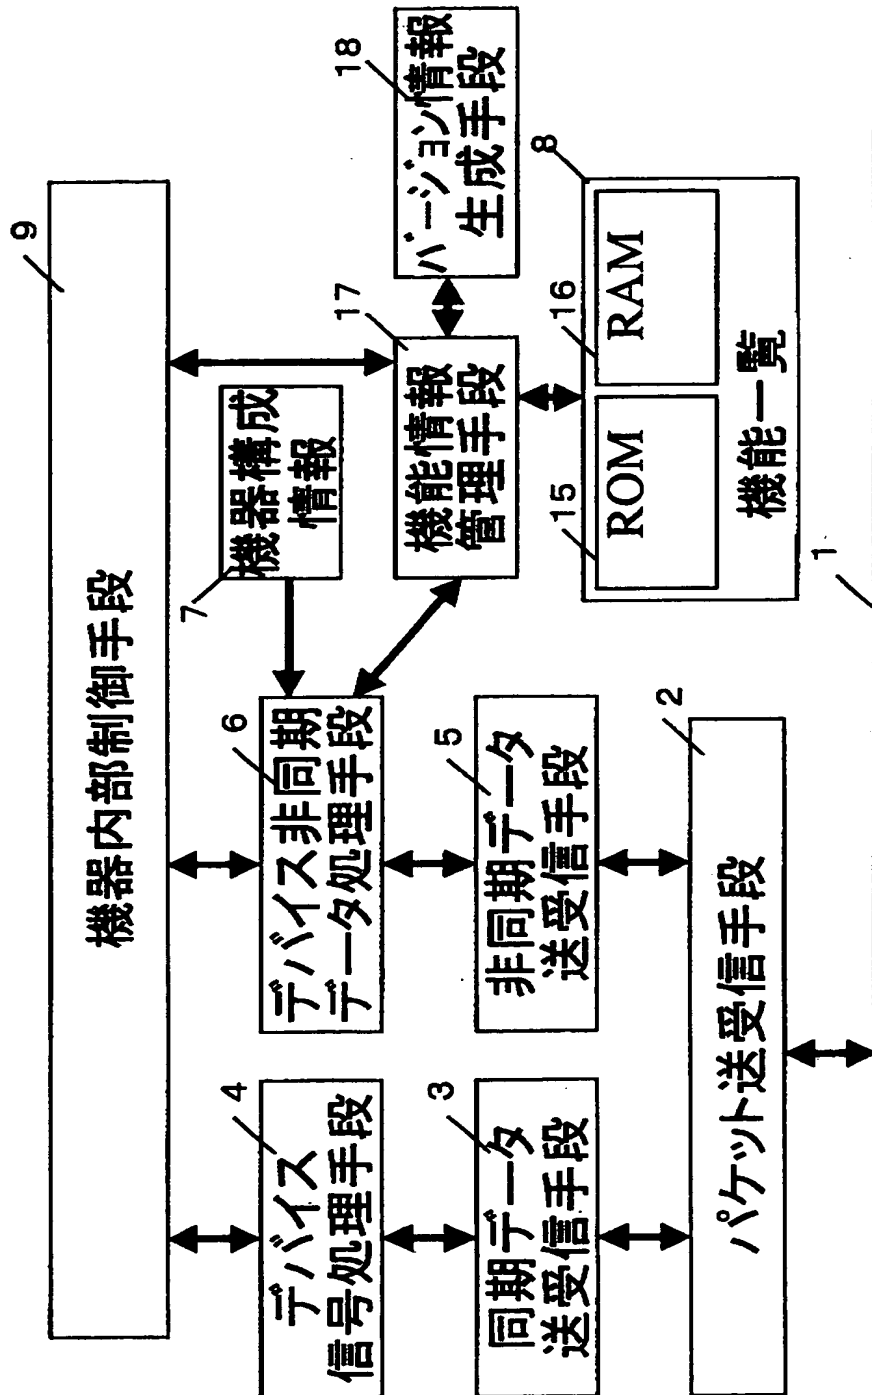 9
機器内部制御手段
4
デバイス
信号処理手段
6
デバイス非同期
データ処理手段
7
機器構成
情報
17
機能情報
管理手段
18
バージョン情報
生成手段
3
同期データ
送受信手段
5
非同期データ
送受信手段
15
ROM
16
RAM
8
機能一覧
2
パケット送受信手段
1